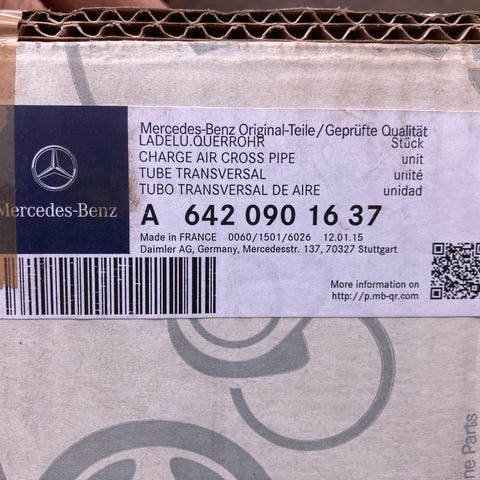 Mercedes-Benz Original-Teile/Geprüfte Qualität
LADELU.QUERROHR Stück
CHARGE AIR CROSS PIPE unit
TUBE TRANSVERSAL unité
TUBO TRANSVERSAL DE AIRE unidad
Mercedes-Benz
A 642 090 16 37
Made in FRANCE 0060/1501/6026 12.01.15
Daimler AG, Germany, Mercedesstr. 137, 70327 Stuttgart
More information on
http://p.mb-qr.com
ne Parts